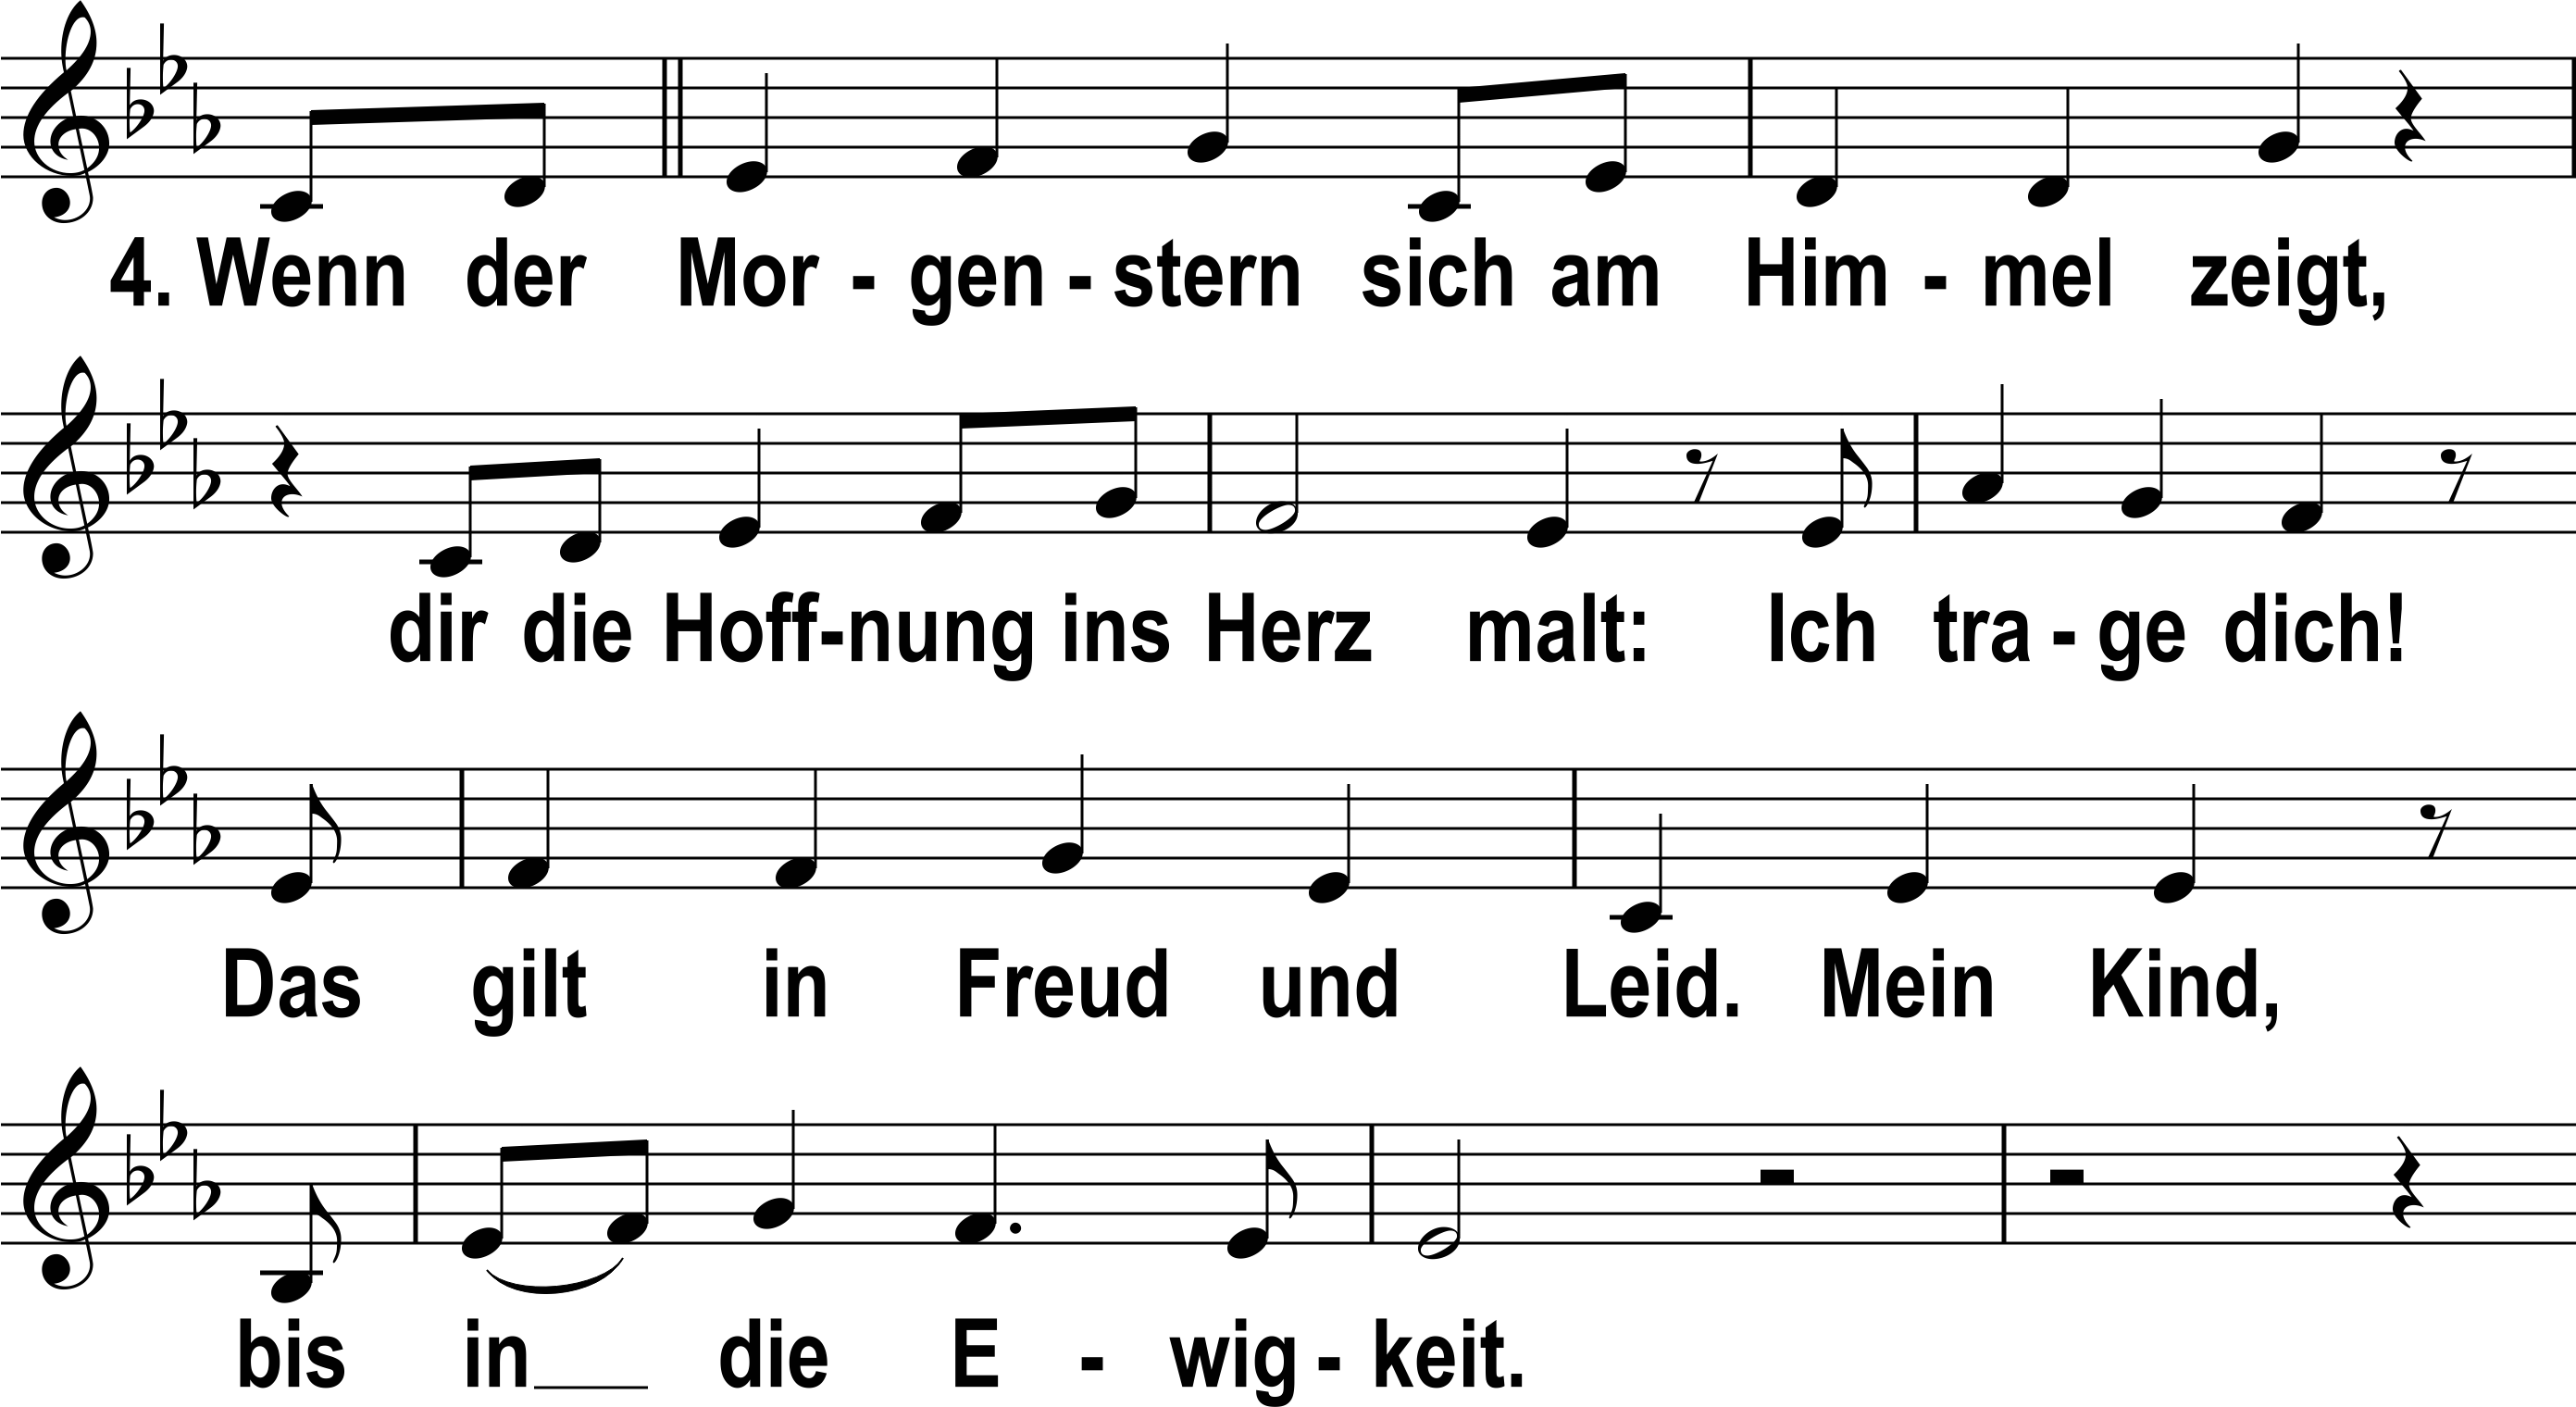 4. Wenn der Mor - gen - stern sich am Him - mel zeigt,
dir die Hoff-nung ins Herz malt: Ich tra - ge dich!
Das gilt in Freud und Leid. Mein Kind,
bis in___ die E - wig - keit.